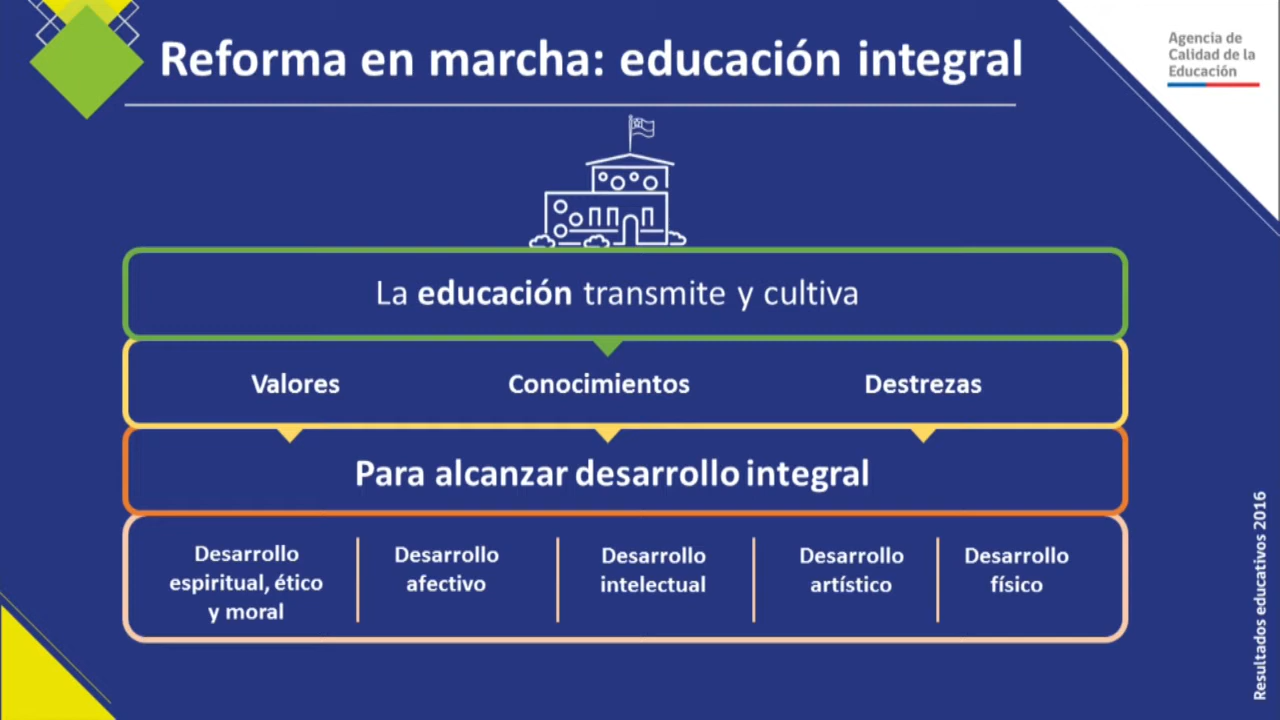 Reforma en marcha: educación integral
Agencia de
Calidad de la
Educación
La educación transmite y cultiva
Valores Conocimientos Destrezas
Para alcanzar desarrollo integral
Desarrollo
espiritual, ético
y moral
Desarrollo
afectivo
Desarrollo
intelectual
Desarrollo
artístico
Desarrollo
físico
Resultados educativos 2016